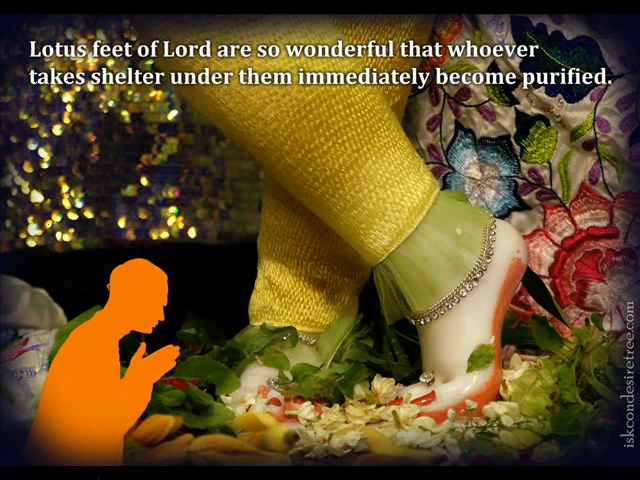 Lotus feet of Lord are so wonderful that whoever
takes shelter under them immediately become purified.
iskcondesiretree.com